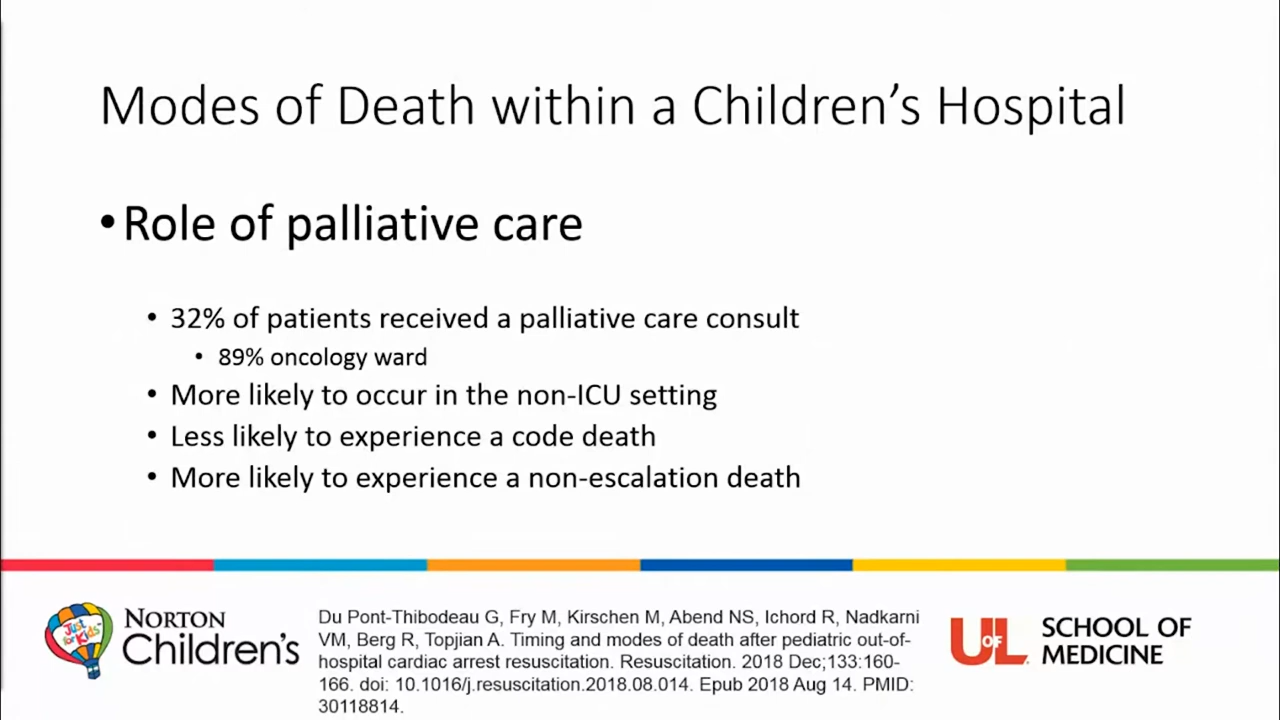 Modes of Death within a Children's Hospital
• Role of palliative care
• 32% of patients received a palliative care consult
• 89% oncology ward
• More likely to occur in the non-ICU setting
• Less likely to experience a code death
• More likely to experience a non-escalation death
Just for Kids
NORTON
Children's
Du Pont-Thibodeau G, Fry M, Kirschen M, Abend NS, Ichord R, Nadkarni
VM, Berg R, Topjian A. Timing and modes of death after pediatric out-of-
hospital cardiac arrest resuscitation. Resuscitation. 2018 Dec;133:160-
166. doi: 10.1016/j.resuscitation.2018.08.014. Epub 2018 Aug 14. PMID:
30118814.
UOFL
SCHOOL OF
MEDICINE